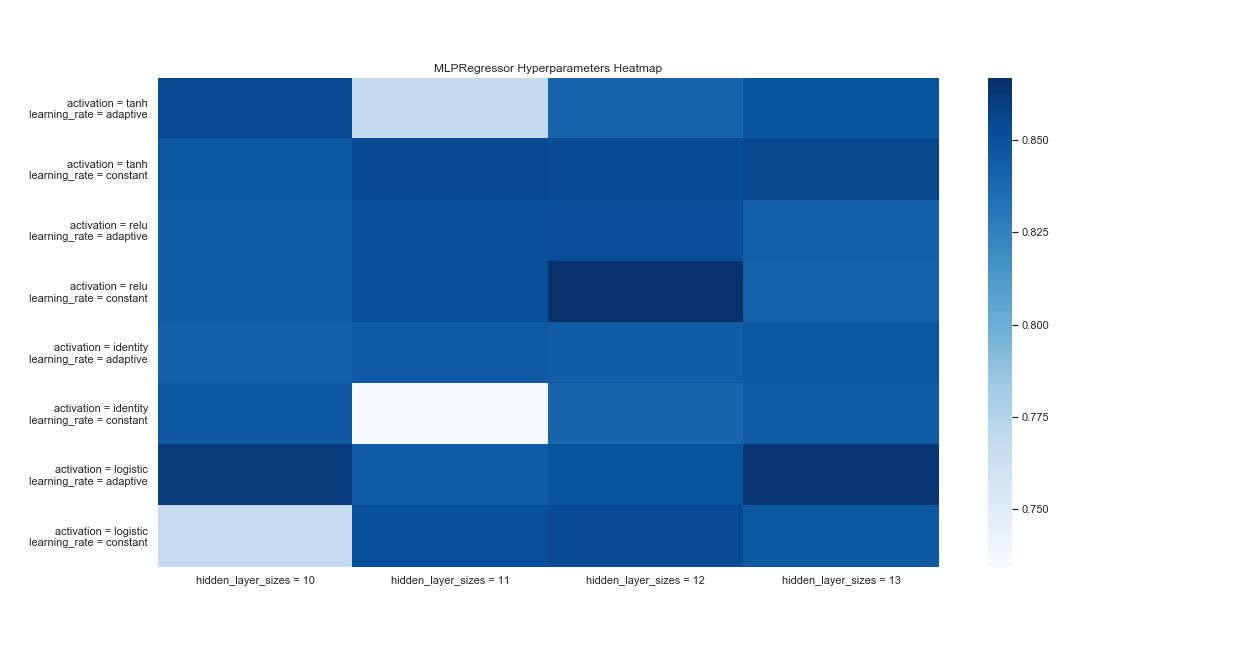 MLPRegressor Hyperparameters Heatmap
activation = tanh
learning_rate = adaptive
activation = tanh
learning_rate = constant
activation = relu
learning_rate = adaptive
activation = relu
learning_rate = constant
activation = identity
learning_rate = adaptive
activation = identity
learning_rate = constant
activation = logistic
learning_rate = adaptive
activation = logistic
learning_rate = constant
hidden_layer_sizes = 10
hidden_layer_sizes = 11
hidden_layer_sizes = 12
hidden_layer_sizes = 13
0.850
0.825
0.800
0.775
0.750